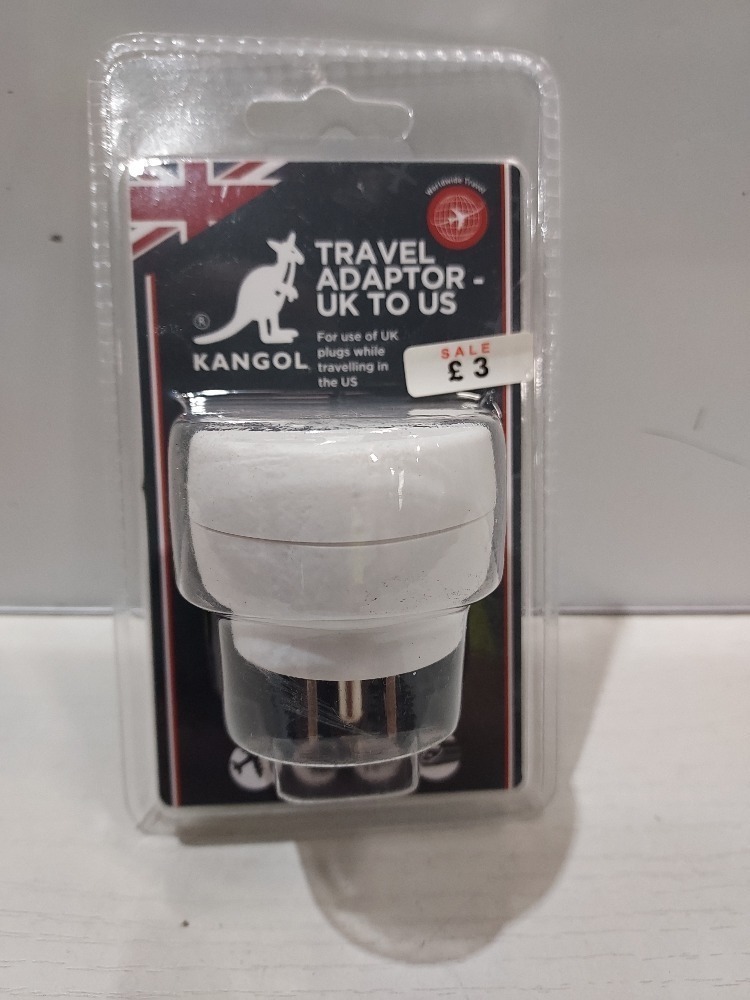 Worldwide Travel
TRAVEL
ADAPTOR -
UK TO US
®
KANGOL
For use of UK
plugs while
travelling in
the US
SALE
£ 3